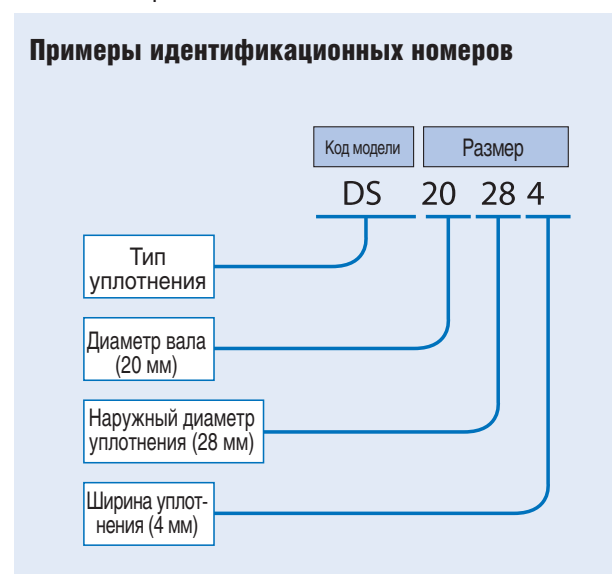 Примеры идентификационных номеров
Код модели Размер
DS 20 28 4
Тип
уплотнения
Диаметр вала
(20 мм)
Наружный диаметр
уплотнения (28 мм)
Ширина уплот-
нения (4 мм)